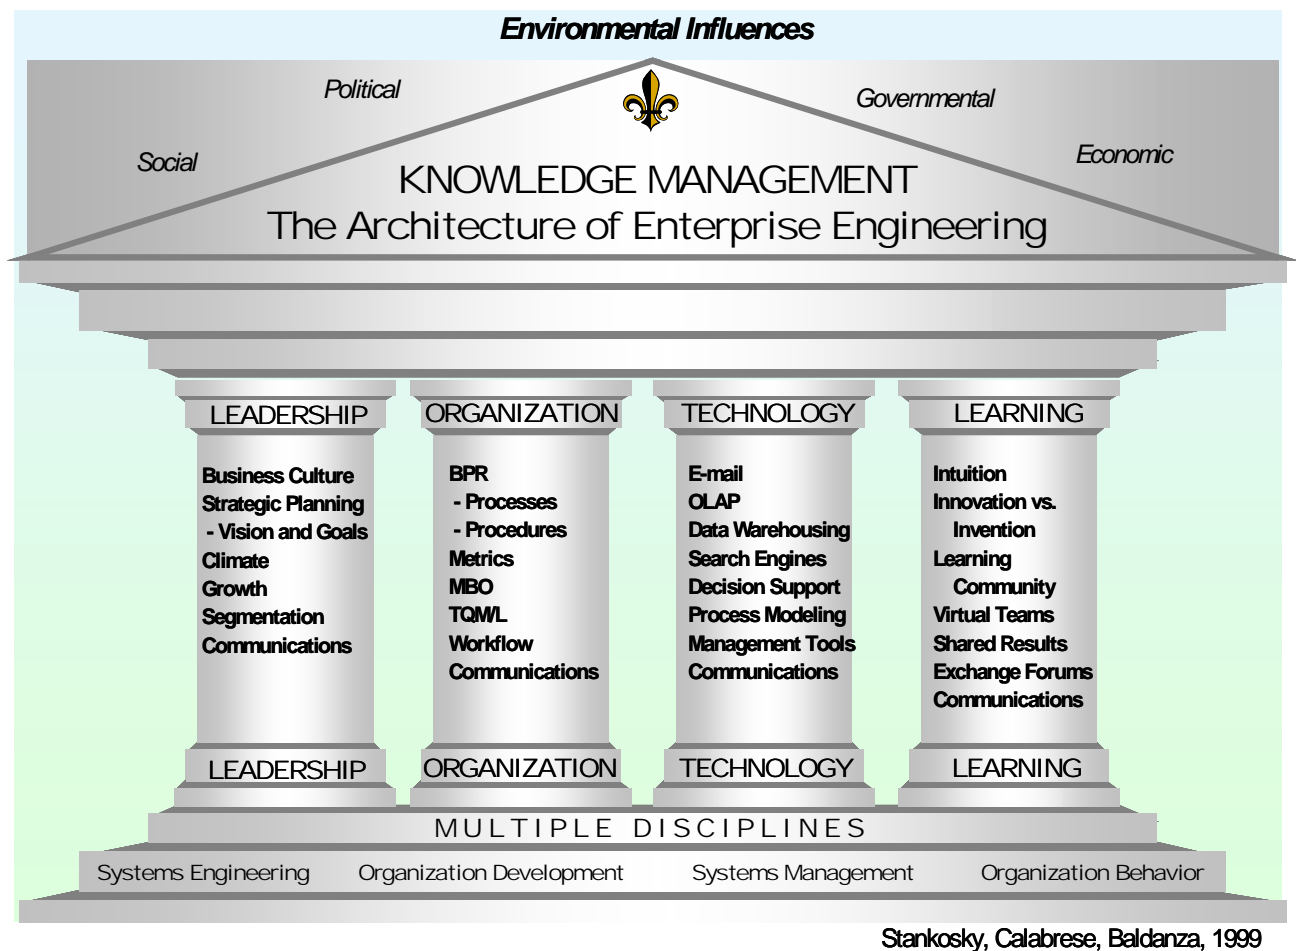 Environmental Influences
Political
Governmental
Social
Economic
KNOWLEDGE MANAGEMENT
The Architecture of Enterprise Engineering
LEADERSHIP
Business Culture
Strategic Planning
- Vision and Goals
Climate
Growth
Segmentation
Communications
LEADERSHIP
ORGANIZATION
BPR
- Processes
- Procedures
Metrics
MBO
TQM/L
Workflow
Communications
ORGANIZATION
TECHNOLOGY
E-mail
OLAP
Data Warehousing
Search Engines
Decision Support
Process Modeling
Management Tools
Communications
TECHNOLOGY
LEARNING
Intuition
Innovation vs.
Invention
Learning
Community
Virtual Teams
Shared Results
Exchange Forums
Communications
LEARNING
MULTIPLE DISCIPLINES
Systems Engineering
Organization Development
Systems Management
Organization Behavior
Stankosky, Calabrese, Baldanza, 1999